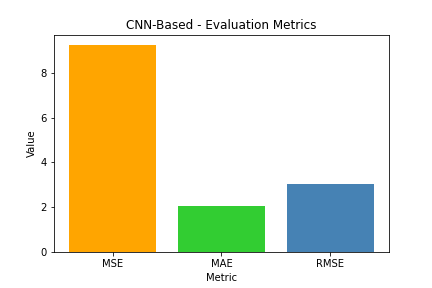 CNN-Based - Evaluation Metrics
Value
8
6
4
2
0
MSE
MAE
RMSE
Metric